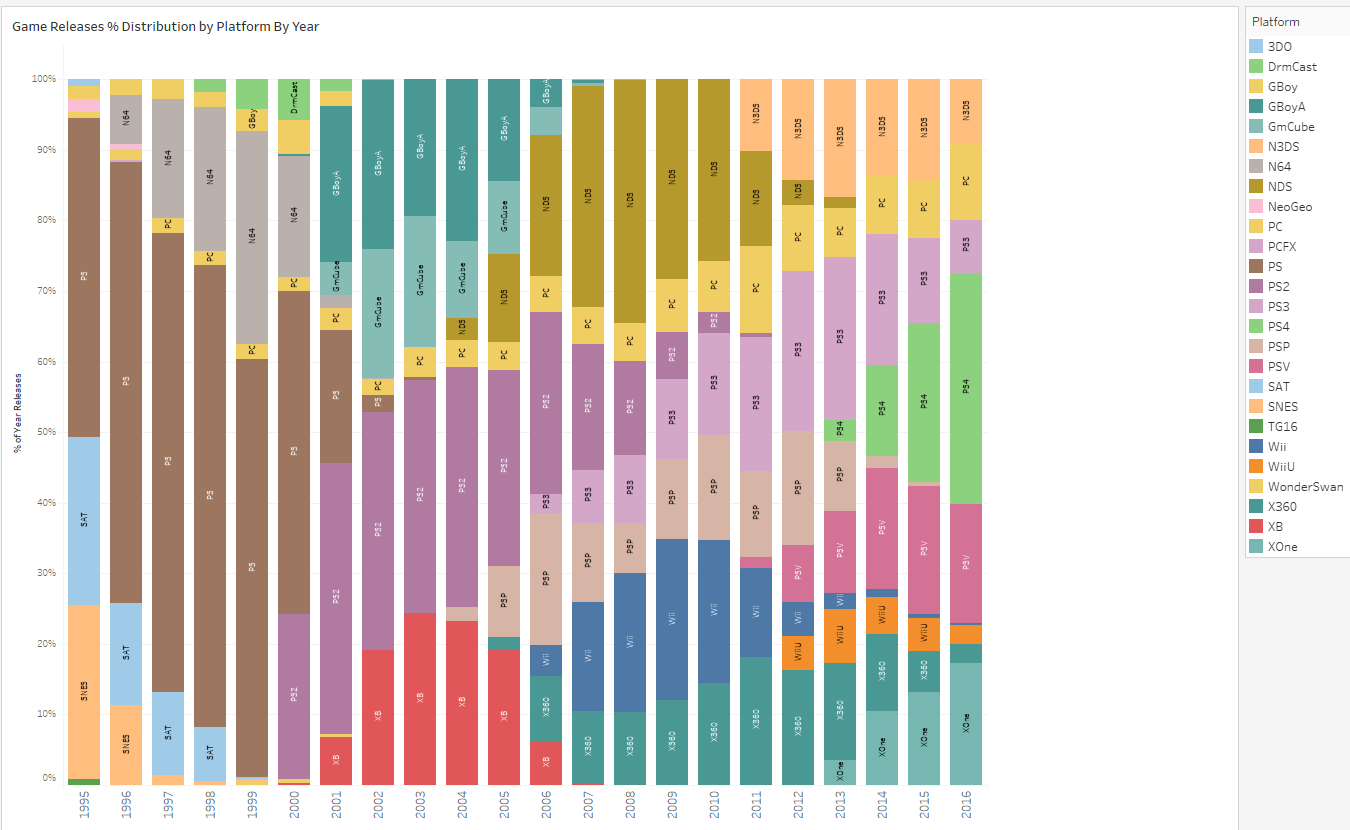 Game Releases % Distribution by Platform By Year
Platform
3DO
DrmCast
GBoy
GBoyA
GmCube
N3DS
N64
NDS
NeoGeo
PC
PCFX
PS
PS2
PS3
PS4
PSP
PSV
SAT
SNES
TG16
Wii
WiiU
WonderSwan
X360
XB
XOne
% of Year Releases
100%
90%
80%
70%
60%
50%
40%
30%
20%
10%
0%
PS
SAT
SNES
N64
PS
SAT
SNES
N64
PC
PS
SAT
N64
PC
PS
SAT
GBoy
N64
PC
PS
DrmCast
N64
PC
PS
PS2
GBoyA
GmCube
PC
PS
PS2
XB
GBoyA
GmCube
PC
PS
PS2
XB
GBoyA
GmCube
PC
PS2
XB
GBoyA
GmCube
NDS
PC
PS2
XB
GBoyA
GmCube
NDS
PC
PS2
PSP
XB
GBoyA
NDS
PC
PS2
PS3
PSP
Wii
X360
XB
NDS
PC
PS2
PS3
PSP
Wii
X360
NDS
PC
PS2
PS3
PSP
Wii
X360
NDS
PC
PS2
PS3
PSP
Wii
X360
NDS
PC
PS2
PS3
PSP
Wii
X360
N3DS
NDS
PC
PS3
PSP
Wii
X360
N3DS
NDS
PC
PS3
PSP
PSV
Wii
WiiU
X360
N3DS
PC
PS3
PS4
PSP
PSV
Wii
WiiU
X360
XOne
N3DS
PC
PS3
PS4
PSV
WiiU
X360
XOne
N3DS
PC
PS3
PS4
PSV
WiiU
X360
XOne
N3DS
PC
PS3
PS4
PSV
XOne
1995
1996
1997
1998
1999
2000
2001
2002
2003
2004
2005
2006
2007
2008
2009
2010
2011
2012
2013
2014
2015
2016